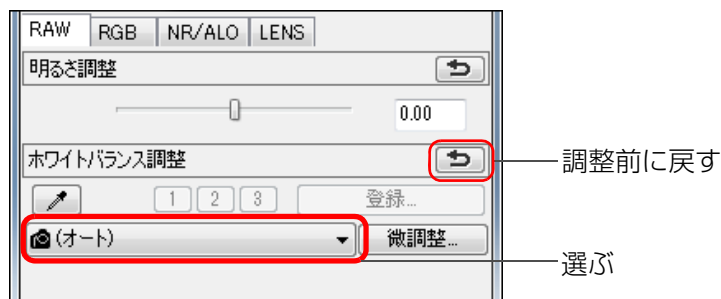 RAW RGB NR/ALO LENS
明るさ調整
0.00
ホワイトバランス調整
調整前に戻す
1 2 3 登録...
(オート) 微調整...
選ぶ